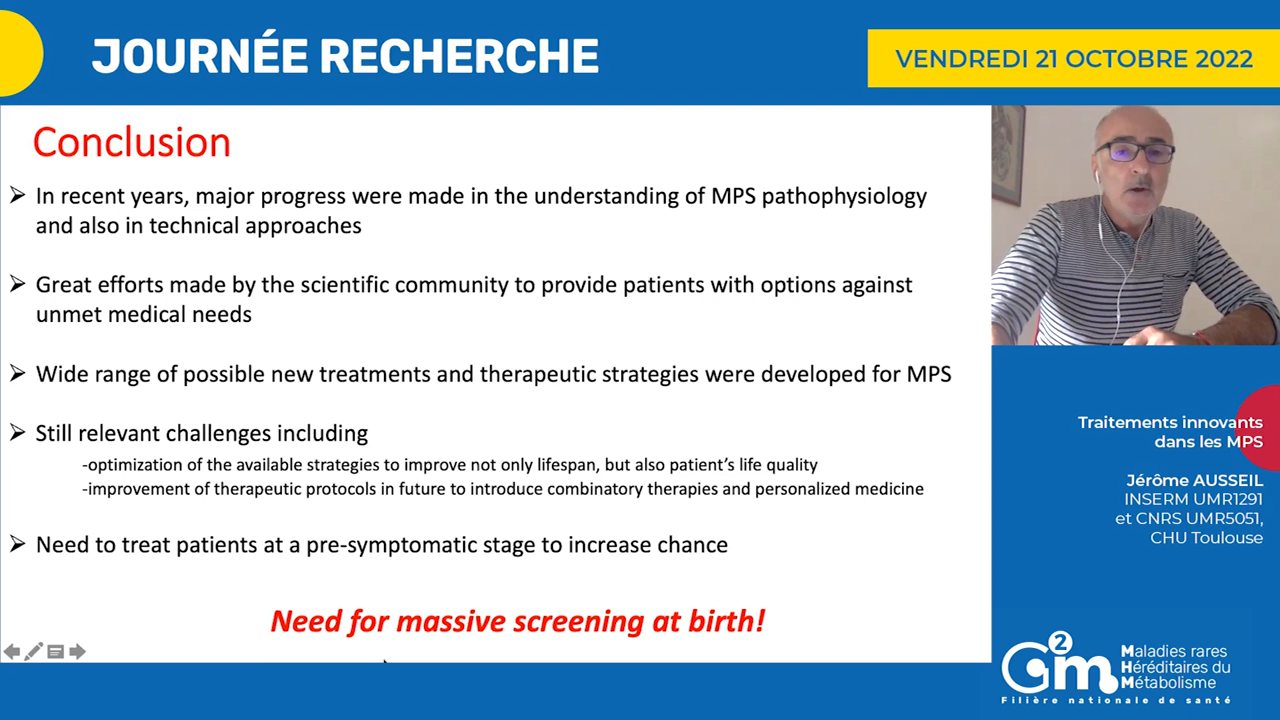 JOURNÉE RECHERCHE
VENDREDI 21 OCTOBRE 2022
Conclusion
In recent years, major progress were made in the understanding of MPS pathophysiology
and also in technical approaches
Great efforts made by the scientific community to provide patients with options against
unmet medical needs
Wide range of possible new treatments and therapeutic strategies were developed for MPS
Still relevant challenges including
-optimization of the available strategies to improve not only lifespan, but also patient's life quality
-improvement of therapeutic protocols in future to introduce combinatory therapies and personalized medicine
Need to treat patients at a pre-symptomatic stage to increase chance
Need for massive screening at birth!
Traitements innovants
dans les MPS
Jérôme AUSSEIL
INSERM UMR1291
et CNRS UMR5051,
CHU Toulouse
G2m
Maladies rares
Héréditaires du
Métabolisme
Filière nationale de santé